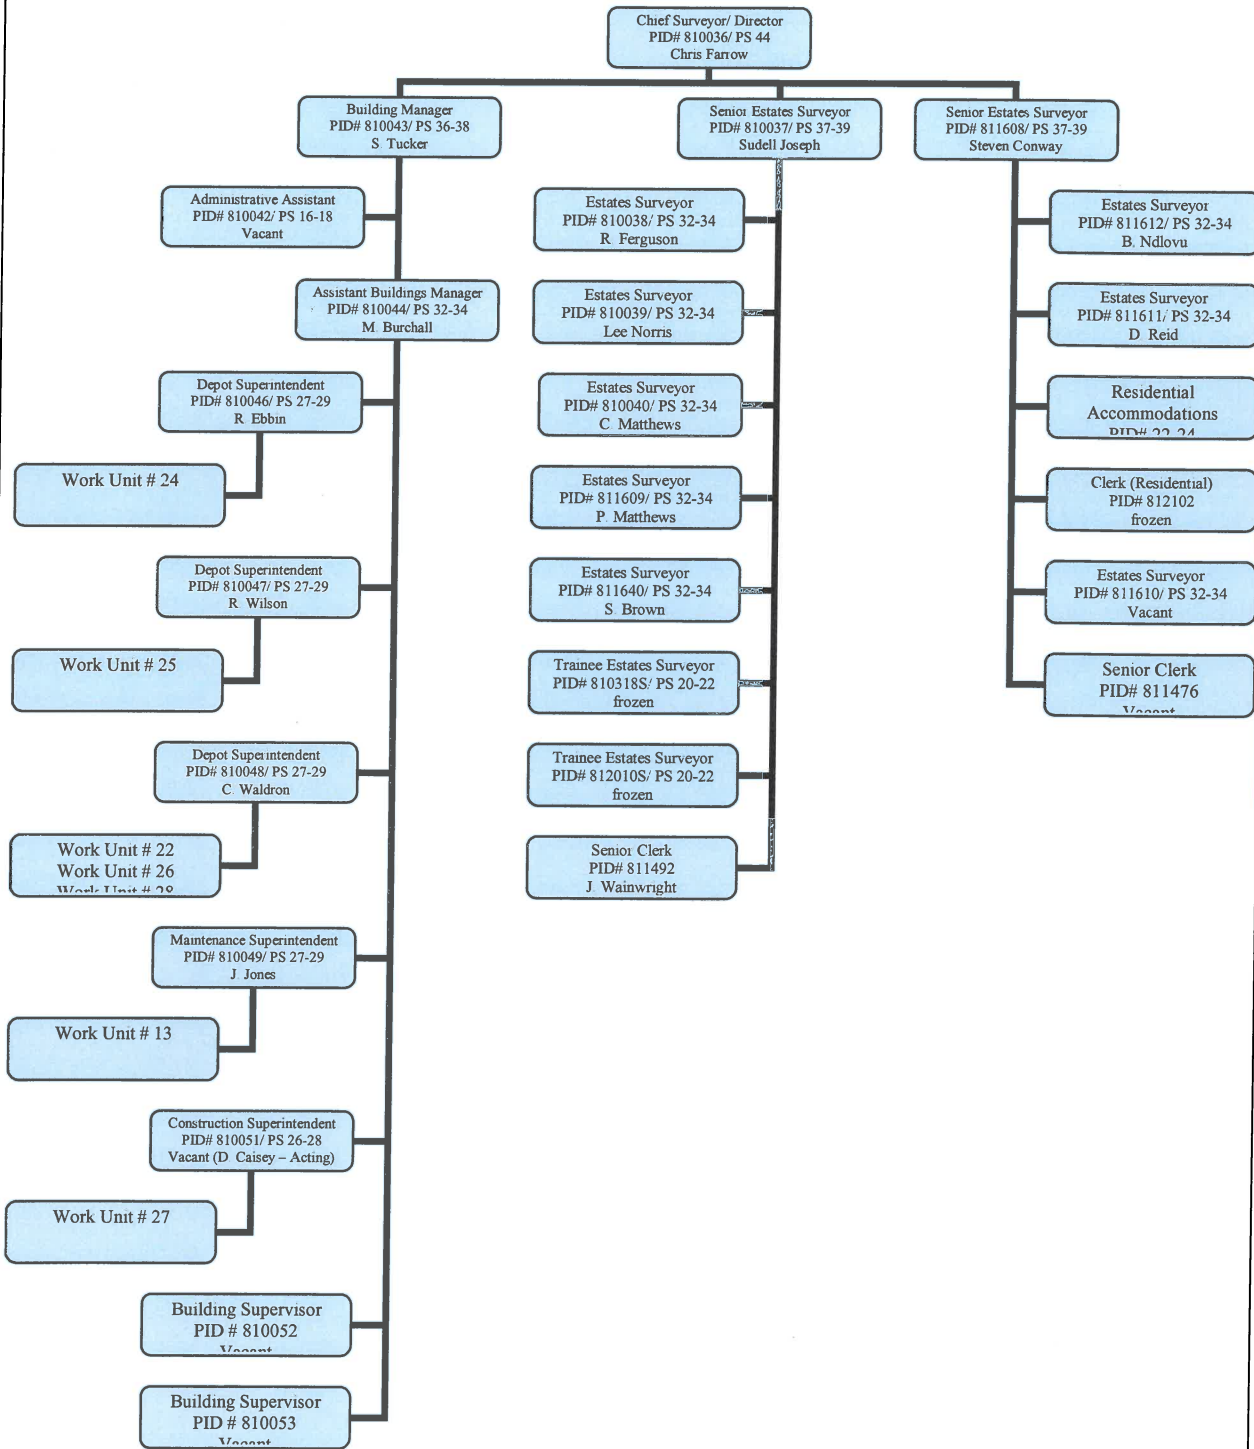 Chief Surveyor/ Director
PID# 810036/ PS 44
Chris Farrow
Building Manager
PID# 810043/ PS 36-38
S. Tucker
Administrative Assistant
PID# 810042/ PS 16-18
Vacant
Assistant Buildings Manager
PID# 810044/ PS 32-34
M. Burchall
Depot Superintendent
PID# 810046/ PS 27-29
R. Ebbin
Work Unit # 24
Depot Superintendent
PID# 810047/ PS 27-29
R. Wilson
Work Unit # 25
Depot Superintendent
PID# 810048/ PS 27-29
C. Waldron
Work Unit # 22
Work Unit # 26
Work Unit # 28
Maintenance Superintendent
PID# 810049/ PS 27-29
J. Jones
Work Unit # 13
Construction Superintendent
PID# 810051/ PS 26-28
Vacant (D. Caisey – Acting)
Work Unit # 27
Building Supervisor
PID # 810052
Vacant
Building Supervisor
PID # 810053
Vacant
Senior Estates Surveyor
PID# 810037/ PS 37-39
Sudell Joseph
Estates Surveyor
PID# 810038/ PS 32-34
R. Ferguson
Estates Surveyor
PID# 810039/ PS 32-34
Lee Norris
Estates Surveyor
PID# 810040/ PS 32-34
C. Matthews
Estates Surveyor
PID# 811609/ PS 32-34
P. Matthews
Estates Surveyor
PID# 811640/ PS 32-34
S. Brown
Trainee Estates Surveyor
PID# 810318S/ PS 20-22
frozen
Trainee Estates Surveyor
PID# 812010S/ PS 20-22
frozen
Senior Clerk
PID# 811492
J. Wainwright
Senior Estates Surveyor
PID# 811608/ PS 37-39
Steven Conway
Estates Surveyor
PID# 811612/ PS 32-34
B. Ndlovu
Estates Surveyor
PID# 811611/ PS 32-34
D. Reid
Residential
Accommodations
PID# 22-24
Clerk (Residential)
PID# 812102
frozen
Estates Surveyor
PID# 811610/ PS 32-34
Vacant
Senior Clerk
PID# 811476
Vacant